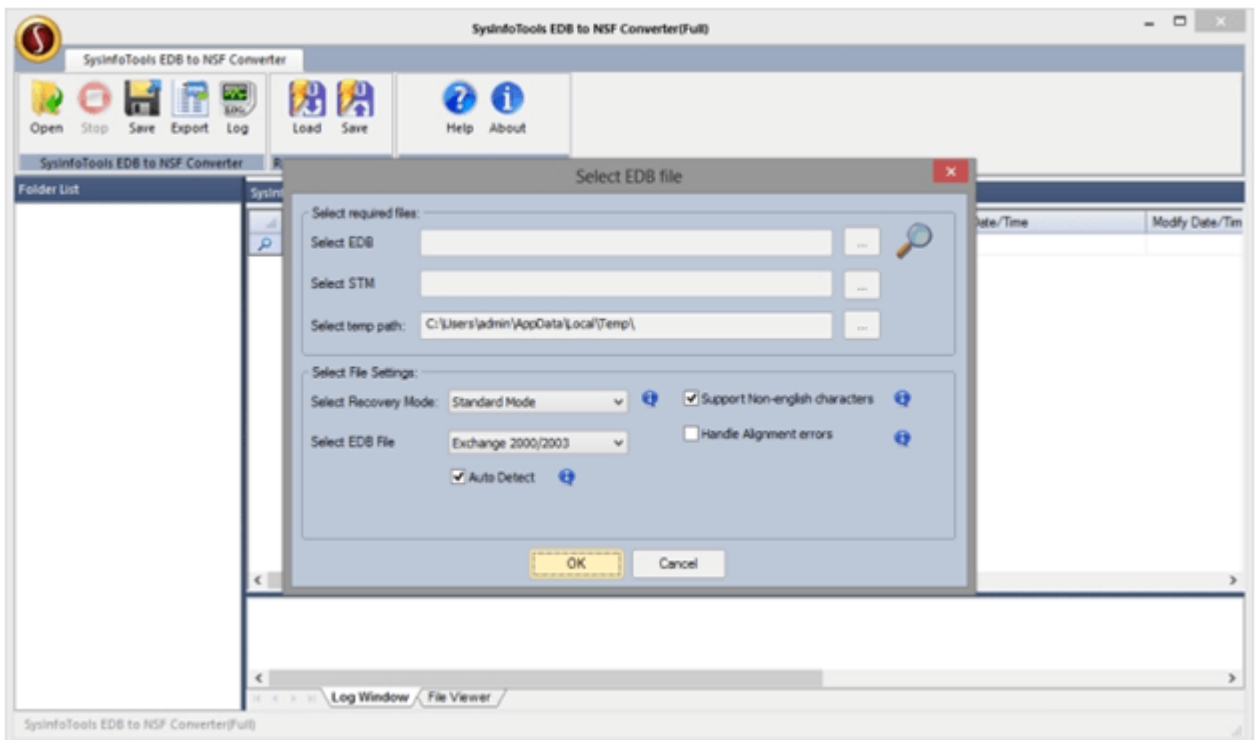 SysInfoTools EDB to NSF Converter(Full)
SysInfoTools EDB to NSF Converter
Open Stop Save Export Log Load Save Help About
SysInfoTools EDB to NSF Converter
Folder List
Select EDB file
Date/Time Modify Date/Tim
Select required files:
Select EDB ...
Select STM ...
Select temp path: C:\Users\admin\AppData\Local\Temp\ ...
Select File Settings:
Select Recovery Mode: Standard Mode Support Non-english characters
Select EDB File Exchange 2000/2003 Handle Alignment errors
Auto Detect
OK Cancel
Log Window File Viewer
SysInfoTools EDB to NSF Converter(Full)